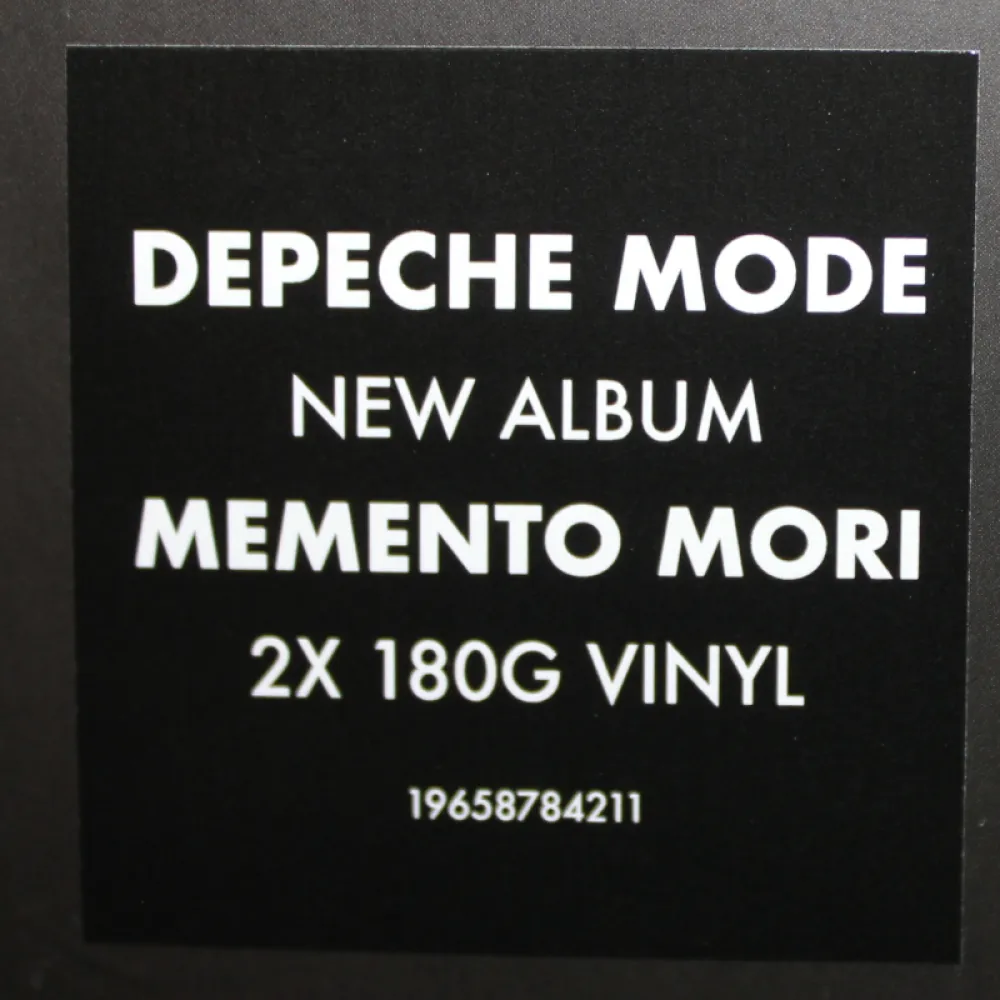 DEPECHE MODE
NEW ALBUM
MEMENTO MORI
2X 180G VINYL
19658784211